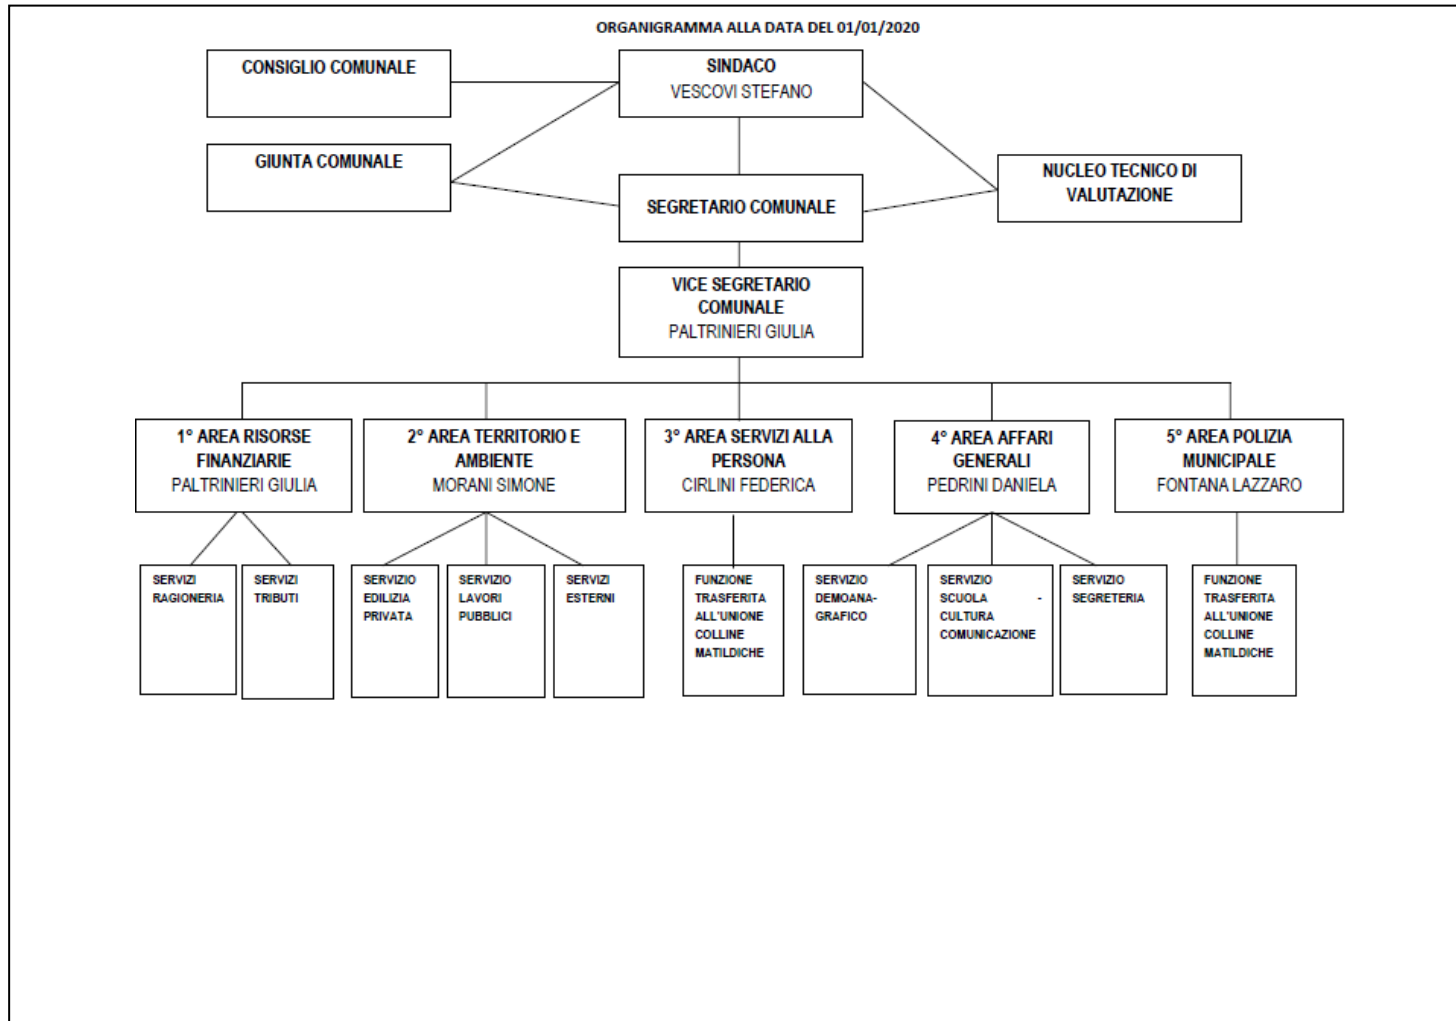 ORGANIGRAMMA ALLA DATA DEL 01/01/2020
CONSIGLIO COMUNALE
SINDACO
VESCOVI STEFANO
GIUNTA COMUNALE
NUCLEO TECNICO DI
VALUTAZIONE
SEGRETARIO COMUNALE
VICE SEGRETARIO
COMUNALE
PALTRINIERI GIULIA
1° AREA RISORSE
FINANZIARIE
PALTRINIERI GIULIA
2° AREA TERRITORIO E
AMBIENTE
MORANI SIMONE
3° AREA SERVIZI ALLA
PERSONA
CIRLINI FEDERICA
4° AREA AFFARI
GENERALI
PEDRINI DANIELA
5° AREA POLIZIA
MUNICIPALE
FONTANA LAZZARO
SERVIZI
RAGIONERIA
SERVIZI
TRIBUTI
SERVIZIO
EDILIZIA
PRIVATA
SERVIZIO
LAVORI
PUBBLICI
SERVIZI
ESTERNI
FUNZIONE
TRASFERITA
ALL'UNIONE
COLLINE
MATILDICHE
SERVIZIO
DEMOANA-
GRAFICO
SERVIZIO
SCUOLA -
CULTURA
COMUNICAZIONE
SERVIZIO
SEGRETERIA
FUNZIONE
TRASFERITA
ALL'UNIONE
COLLINE
MATILDICHE